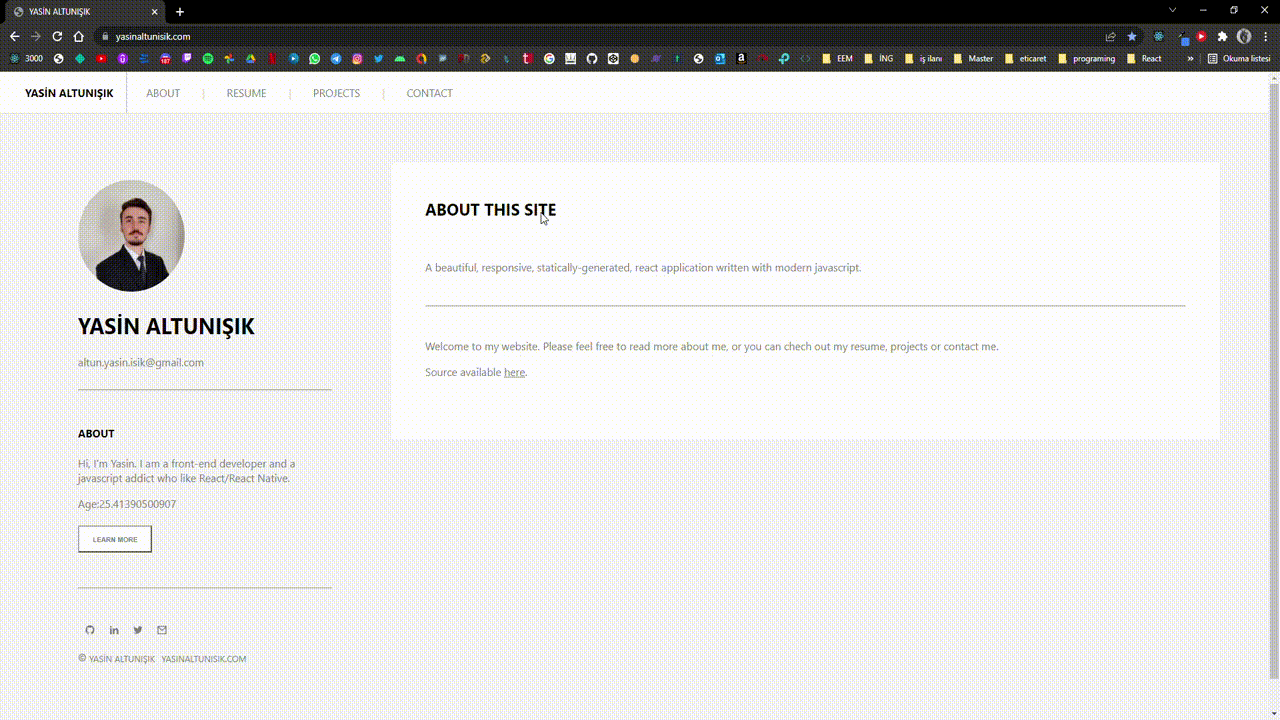 YASİN ALTUNIŞIK
yasinaltunisik.com
3000 EEM İNG iş ilanı Master eticaret programing React » Okuma listesi
YASİN ALTUNIŞIK ABOUT | RESUME | PROJECTS | CONTACT
ABOUT THIS SITE
A beautiful, responsive, statically-generated, react application written with modern javascript.
Welcome to my website. Please feel free to read more about me, or you can chech out my resume, projects or contact me.
Source available here.
YASİN ALTUNIŞIK
altun.yasin.isik@gmail.com
ABOUT
Hi, I'm Yasin. I am a front-end developer and a
javascript addict who like React/React Native.
Age:25.41390500907
LEARN MORE
© YASİN ALTUNIŞIK YASINALTUNISIK.COM